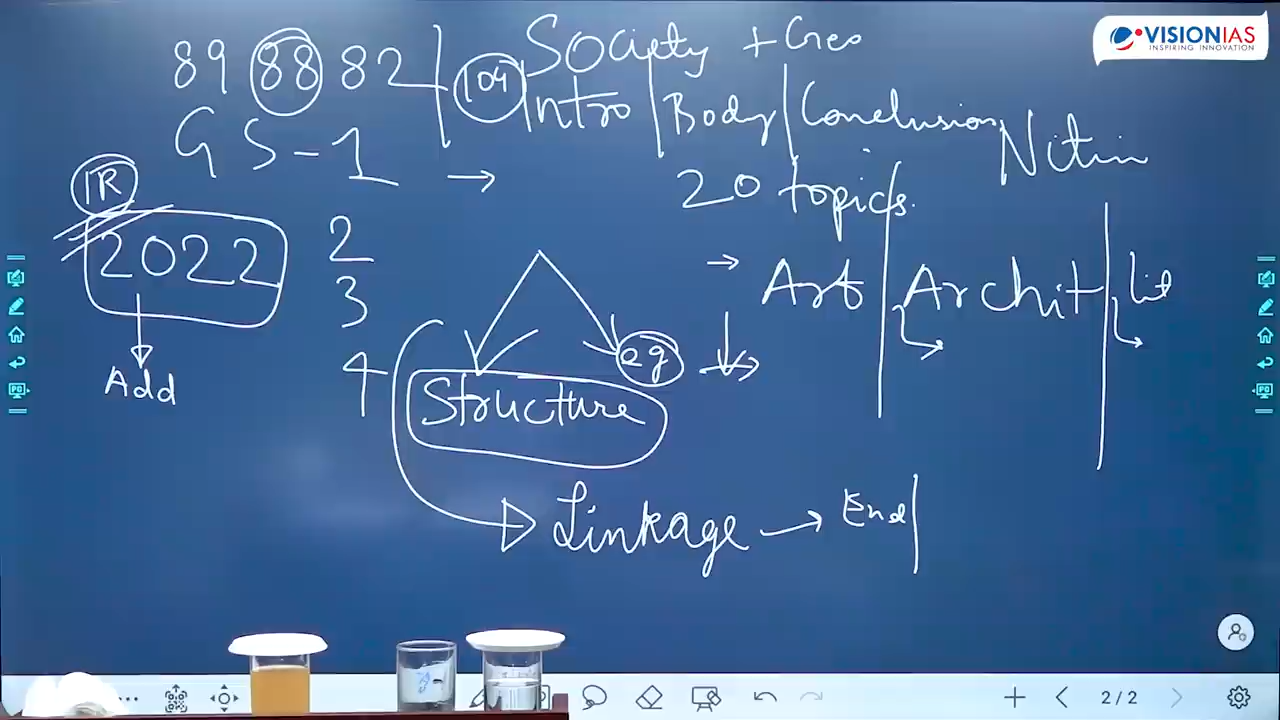 VISIONIAS
INSPIRING INNOVATION
Society + Geo
89 88 82
104
Intro | Body | Conclusion
Nitin
GS-1 →
20 topics
1R
2022
2
3
4
Add
→ Art | Archit | Lit
eg
Structure
Linkage → End
2/2